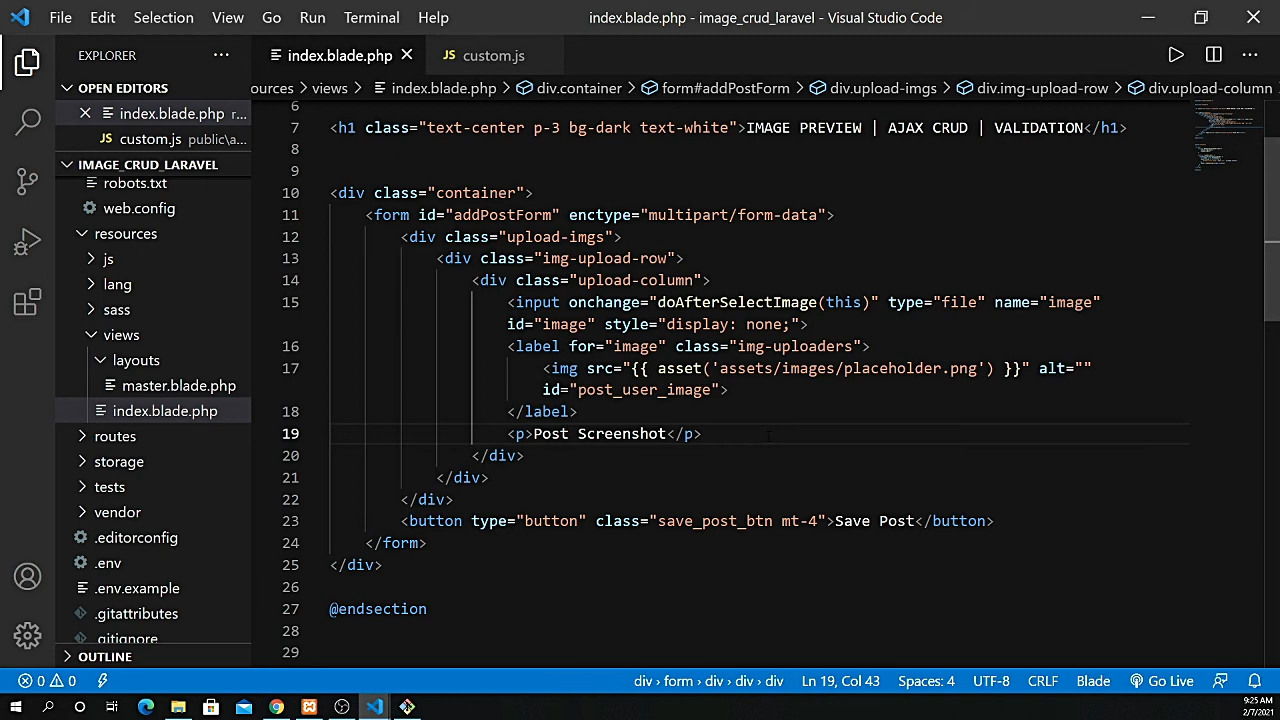 File Edit Selection View Go Run Terminal Help index.blade.php - image_crud_laravel - Visual Studio Code
EXPLORER
index.blade.php
JS custom.js
OPEN EDITORS
ources > views > index.blade.php > div.container > form#addPostForm > div.upload-imgs > div.img-upload-row > div.upload-column
index.blade.php r...
JS custom.js public\a...
IMAGE_CRUD_LARAVEL
robots.txt
web.config
resources
js
lang
sass
views
layouts
master.blade.php
index.blade.php
routes
storage
tests
vendor
.editorconfig
.env
.env.example
.gitattributes
.gitignore
OUTLINE
6
7 <h1 class="text-center p-3 bg-dark text-white">IMAGE PREVIEW | AJAX CRUD | VALIDATION</h1>
8
9
10 <div class="container">
11 <form id="addPostForm" enctype="multipart/form-data">
12 <div class="upload-imgs">
13 <div class="img-upload-row">
14 <div class="upload-column">
15 <input onchange="doAfterSelectImage(this)" type="file" name="image"
id="image" style="display: none;">
16 <label for="image" class="img-uploaders">
17 <img src="{{ asset('assets/images/placeholder.png') }}" alt=""
id="post_user_image">
18 </label>
19 <p>Post Screenshot</p>
20 </div>
21 </div>
22 </div>
23 <button type="button" class="save_post_btn mt-4">Save Post</button>
24 </form>
25 </div>
26
27 @endsection
28
29
0 0 div > form > div > div > div Ln 19, Col 43 Spaces: 4 UTF-8 CRLF Blade Go Live
9:25 AM
2/7/2021